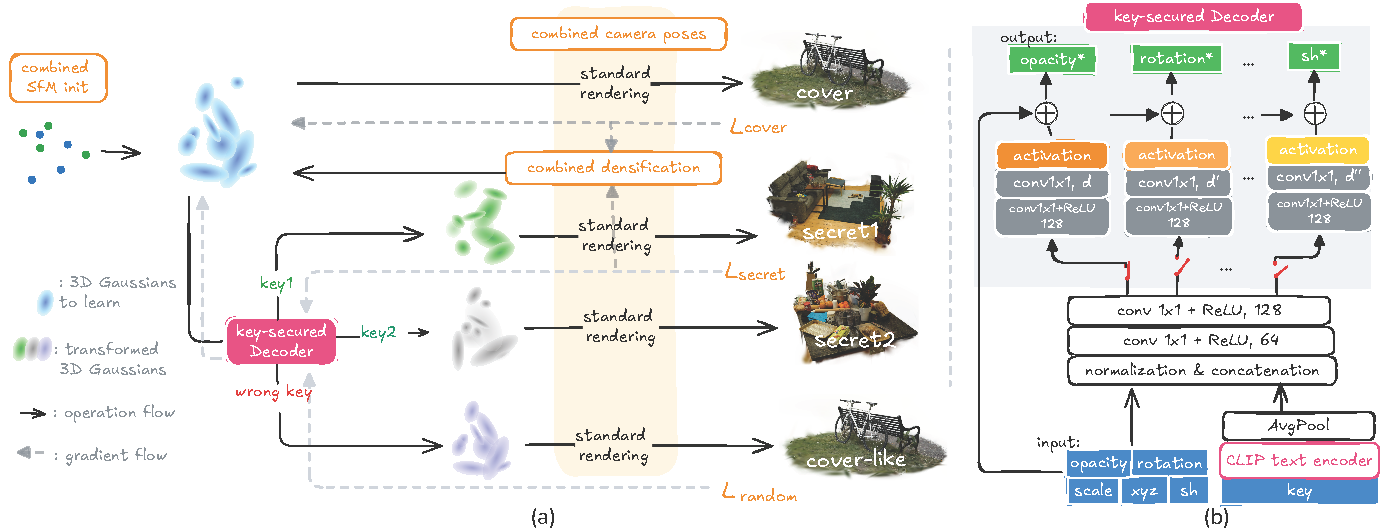 combined
SfM init
combined camera poses
standard
rendering
cover
L cover
combined densification
standard
rendering
secret1
L secret
key1
: 3D Gaussians
to learn
key-secured
Decoder
key2
standard
rendering
secret2
: transformed
3D Gaussians
wrong key
: operation flow
: gradient flow
standard
rendering
cover-like
L random
(a)
key-secured Decoder
output:
opacity*
rotation*
...
sh*
...
activation
activation
activation
conv1x1, d
conv1x1, d'
...
conv1x1, d''
conv1x1+ReLU
128
conv1x1+ReLU
128
conv1x1+ReLU
128
...
conv 1x1 + ReLU, 128
conv 1x1 + ReLU, 64
normalization & concatenation
AvgPool
input:
opacity
rotation
CLIP text encoder
scale
xyz
sh
key
(b)